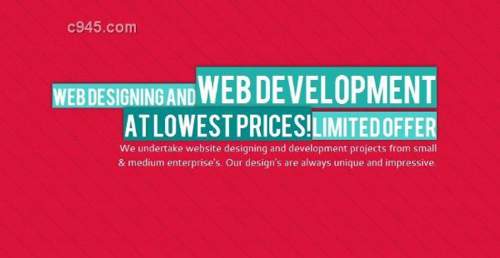 c945.com
WEB DESIGNING AND WEB DEVELOPMENT
AT LOWEST PRICES! LIMITED OFFER
We undertake website designing and development projects from small
& medium enterprise's. Our design's are always unique and impressive.